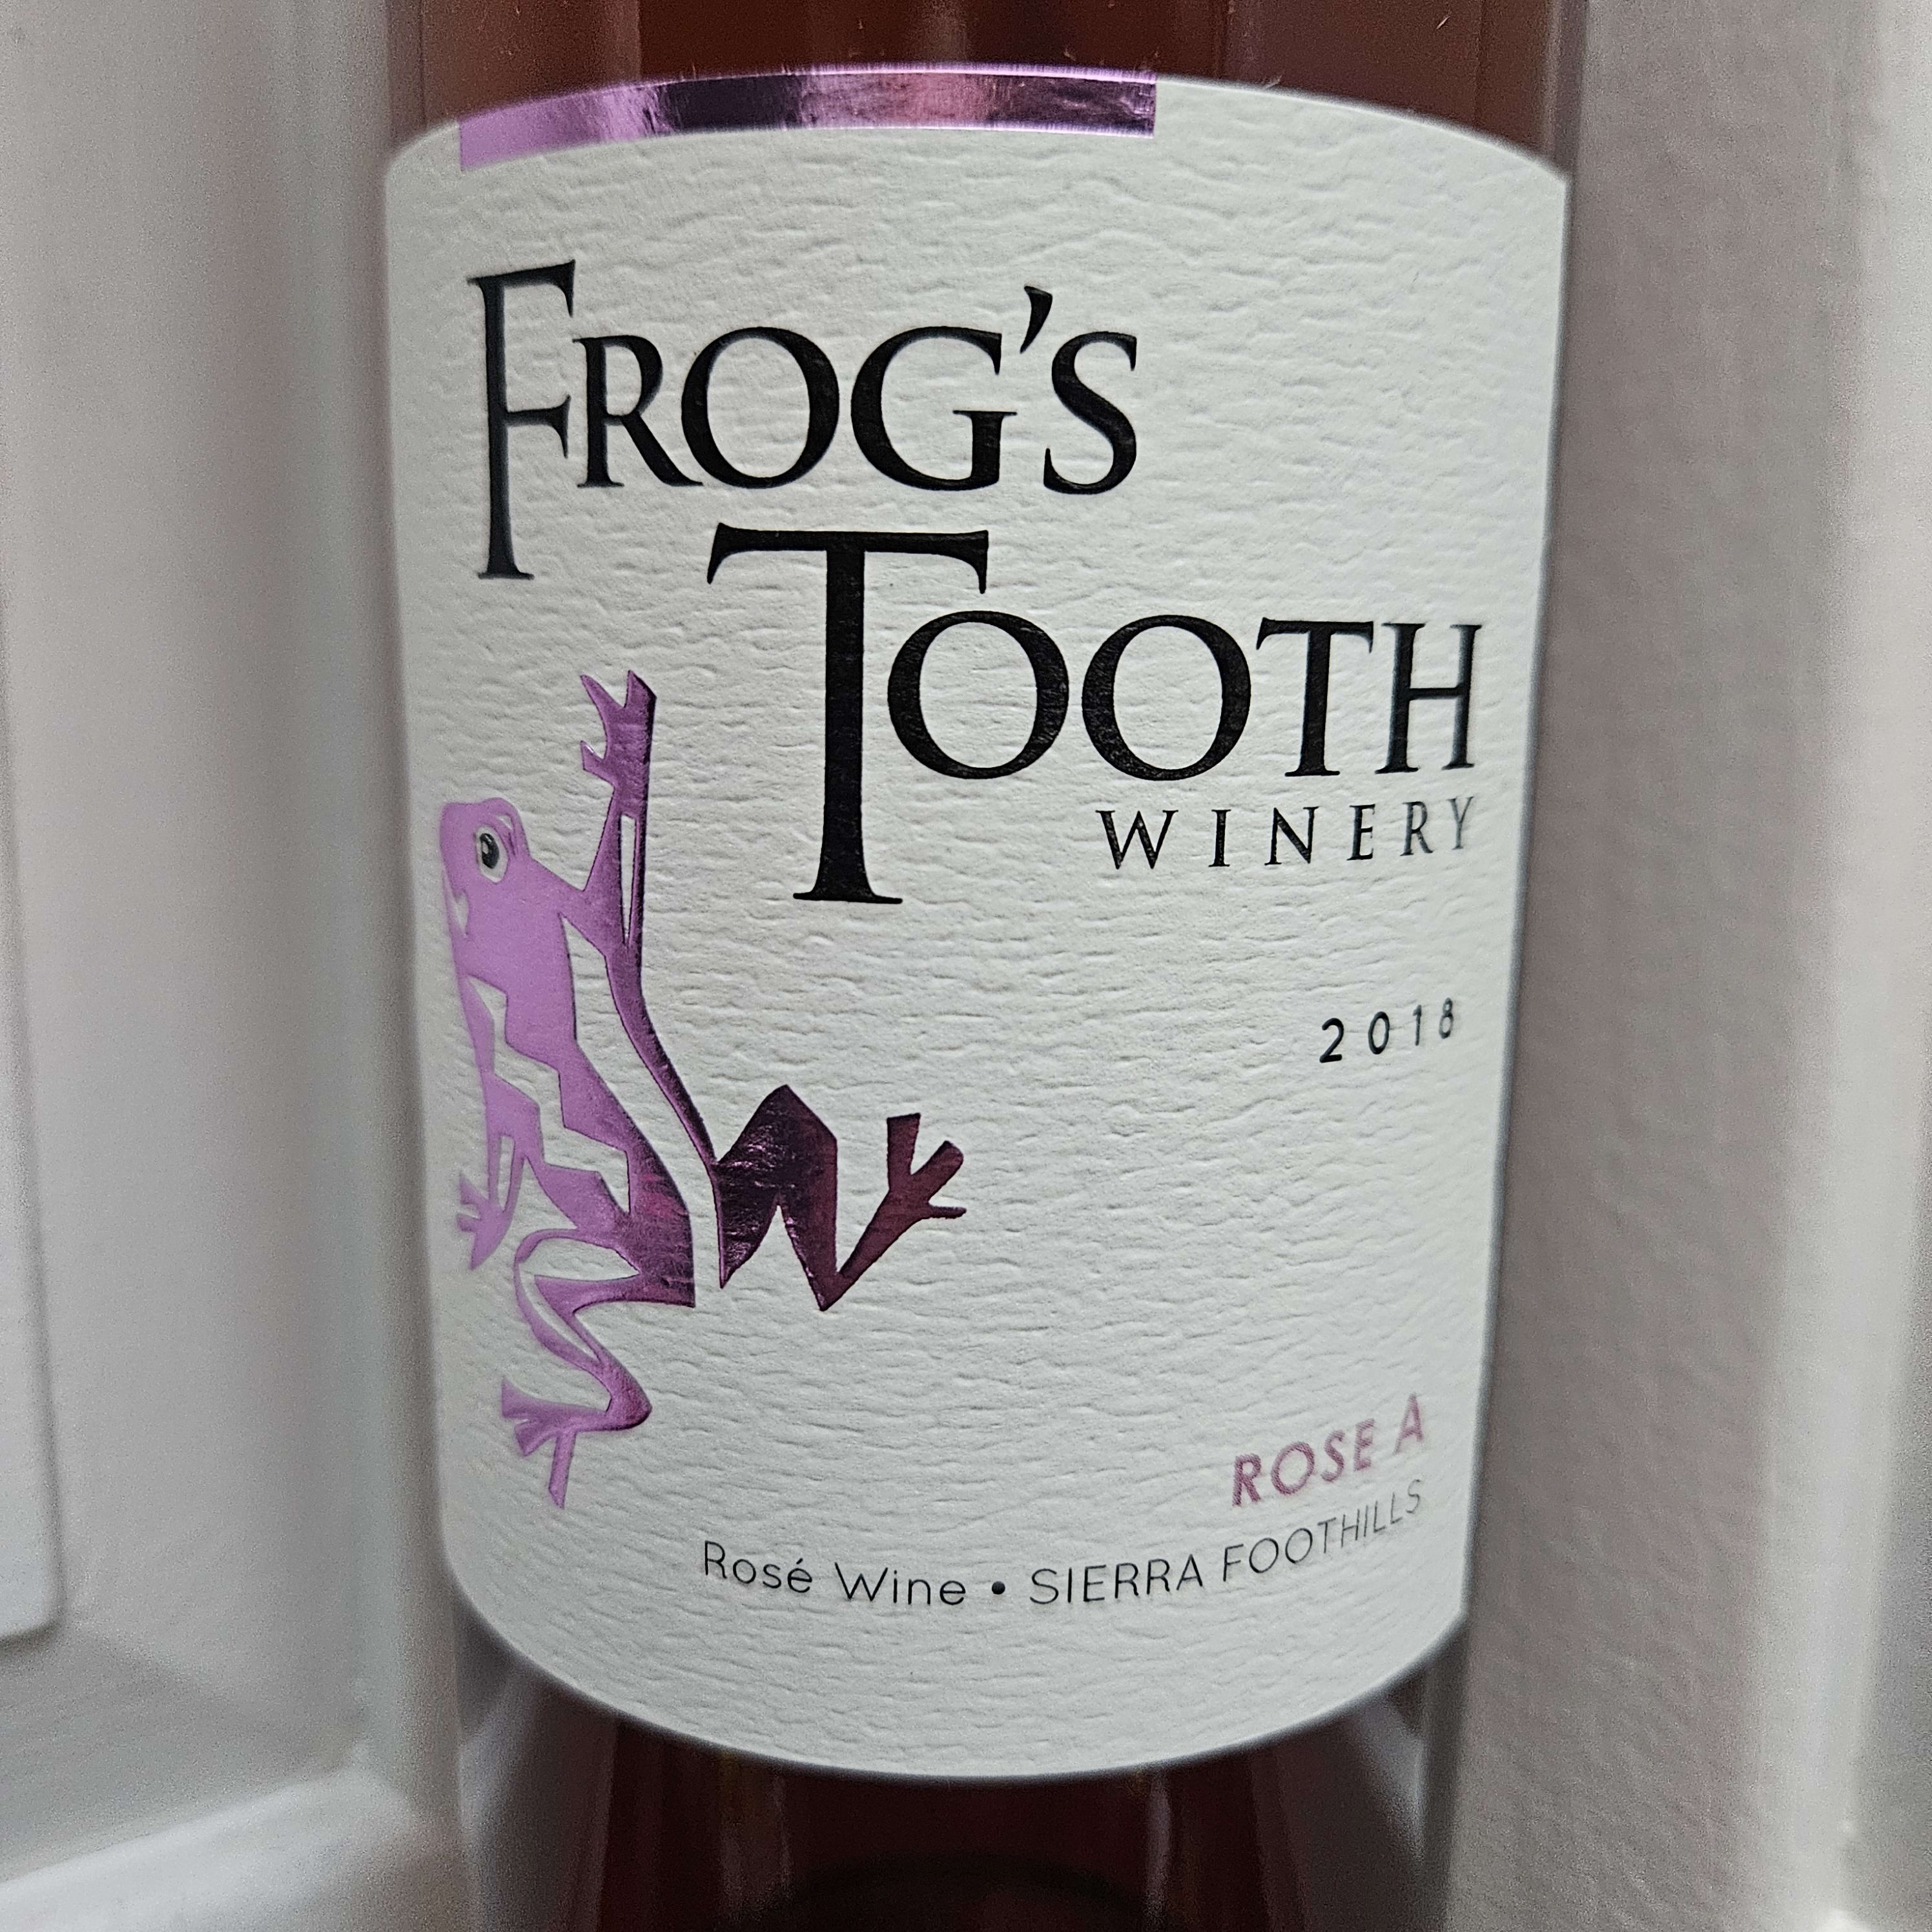 FROG'S
TOOTH
WINERY
2018
ROSE A
Rosé Wine • SIERRA FOOTHILLS